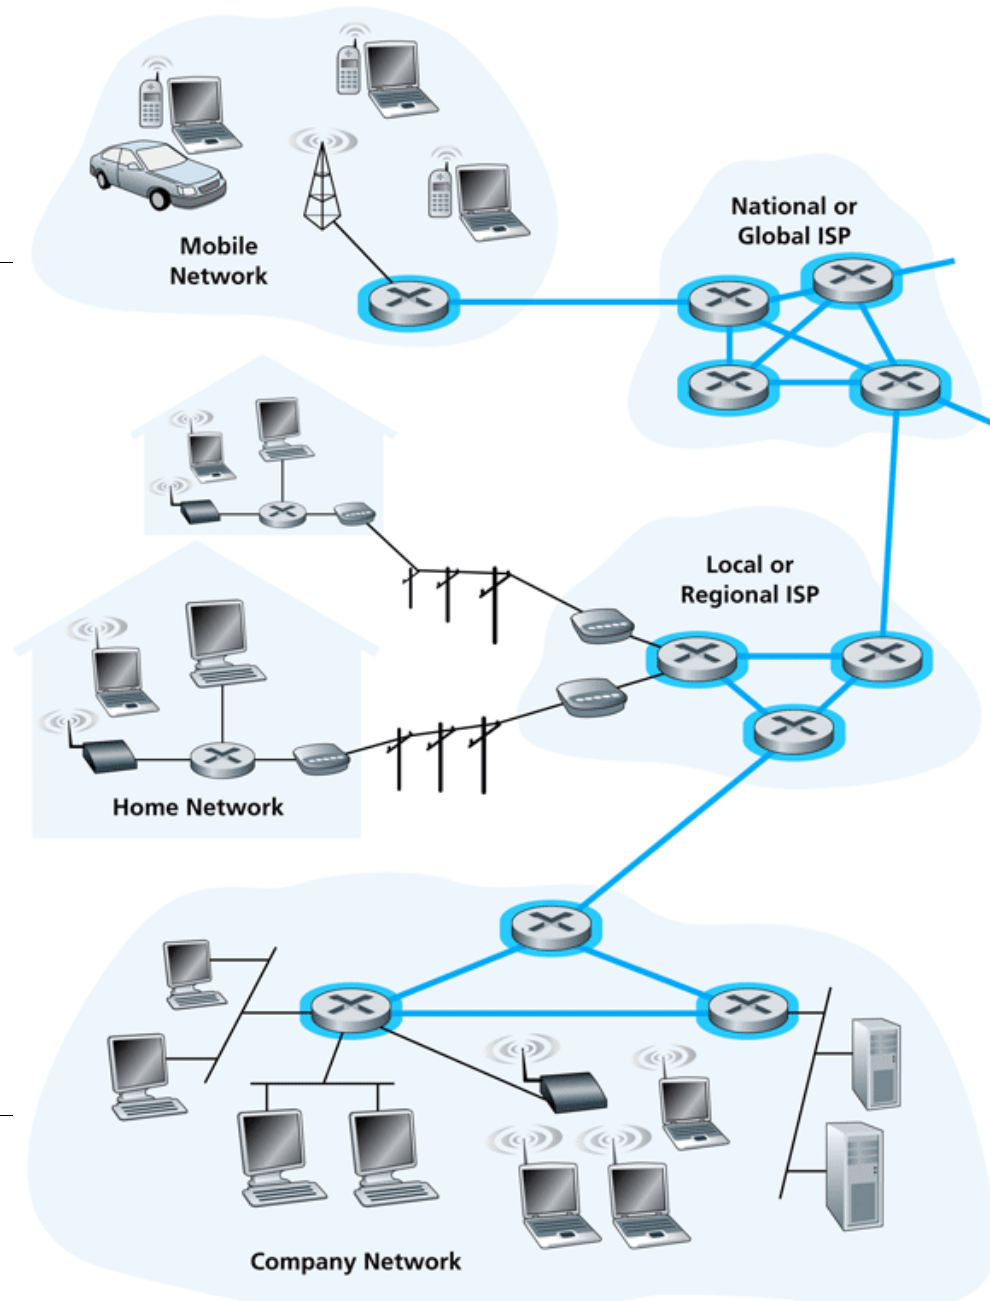 Mobile
Network
National or
Global ISP
Local or
Regional ISP
Home Network
Company Network